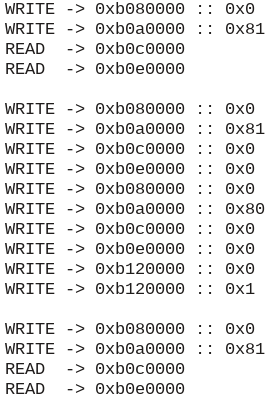 WRITE -> 0xb080000 :: 0x0
WRITE -> 0xb0a0000 :: 0x81
READ  -> 0xb0c0000
READ  -> 0xb0e0000

WRITE -> 0xb080000 :: 0x0
WRITE -> 0xb0a0000 :: 0x81
WRITE -> 0xb0c0000 :: 0x0
WRITE -> 0xb0e0000 :: 0x0
WRITE -> 0xb080000 :: 0x0
WRITE -> 0xb0a0000 :: 0x80
WRITE -> 0xb0c0000 :: 0x0
WRITE -> 0xb0e0000 :: 0x0
WRITE -> 0xb120000 :: 0x0
WRITE -> 0xb120000 :: 0x1

WRITE -> 0xb080000 :: 0x0
WRITE -> 0xb0a0000 :: 0x81
READ  -> 0xb0c0000
READ  -> 0xb0e0000